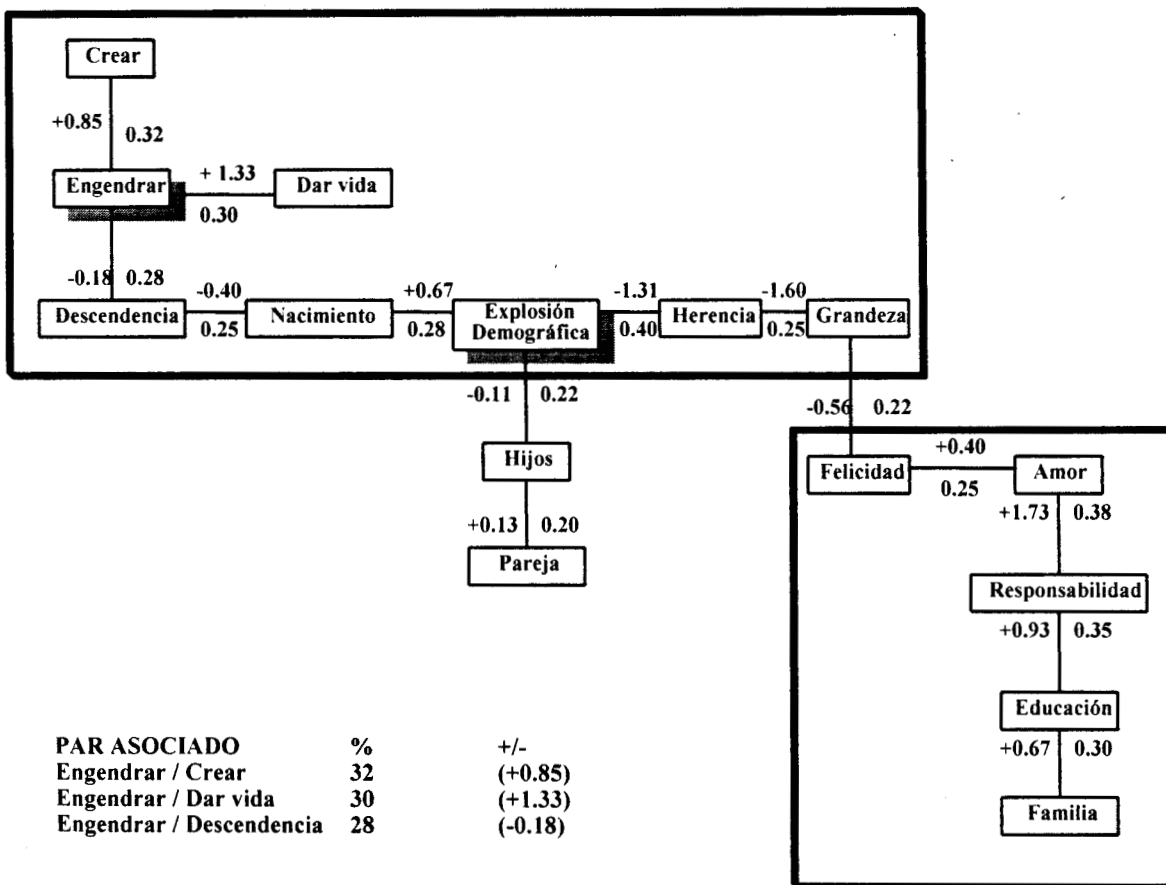 Crear
+0.85 0.32
Engendrar + 1.33 Dar vida
0.30
-0.18 0.28
-0.40 +0.67 -1.31 -1.60
Descendencia Nacimiento Explosión Demográfica Herencia Grandeza
0.25 0.28 0.40 0.25
-0.11 0.22
-0.56 0.22
Hijos
+0.40
Felicidad Amor
0.25
+1.73 0.38
+0.13 0.20
Pareja
Responsabilidad
+0.93 0.35
Educación
+0.67 0.30
Familia
PAR ASOCIADO % +/-
Engendrar / Crear 32 (+0.85)
Engendrar / Dar vida 30 (+1.33)
Engendrar / Descendencia 28 (-0.18)